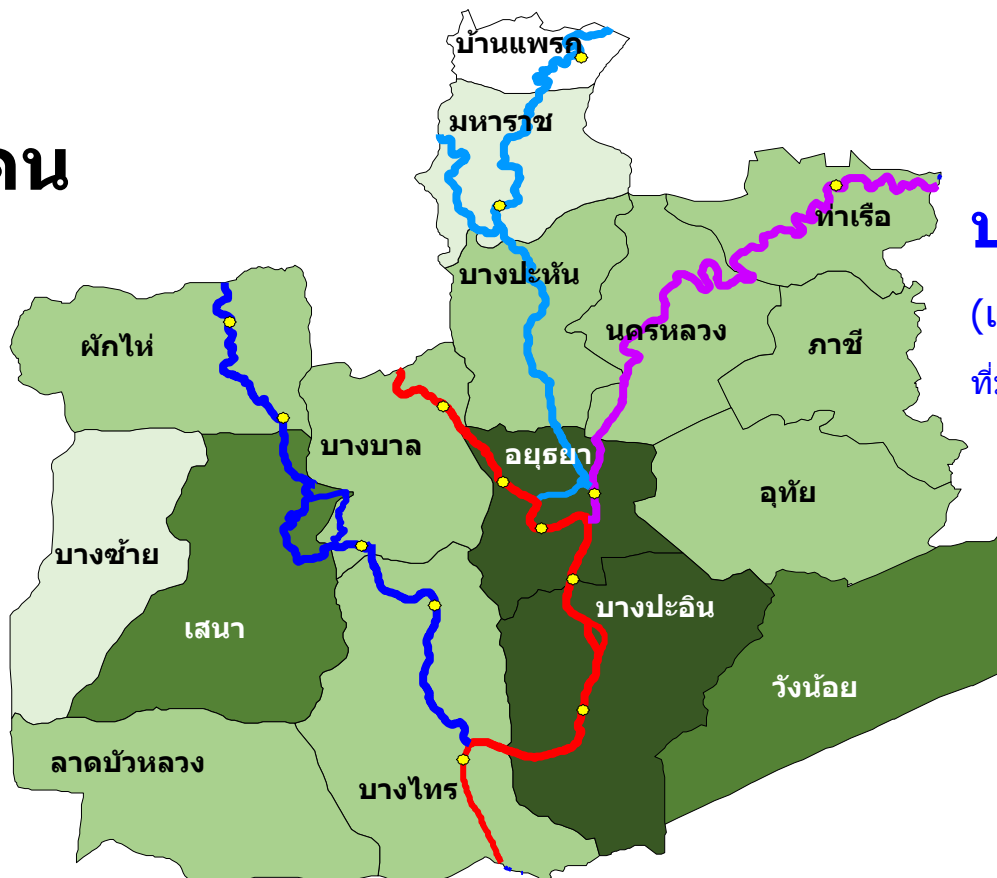 บ้านแพรก
มหาราช
ท่าเรือ
บางปะหัน
นครหลวง
ผักไห่
ภาชี
บางบาล
อยุธยา
อุทัย
บางซ้าย
เสนา
บางปะอิน
วังน้อย
ลาดบัวหลวง
บางไทร